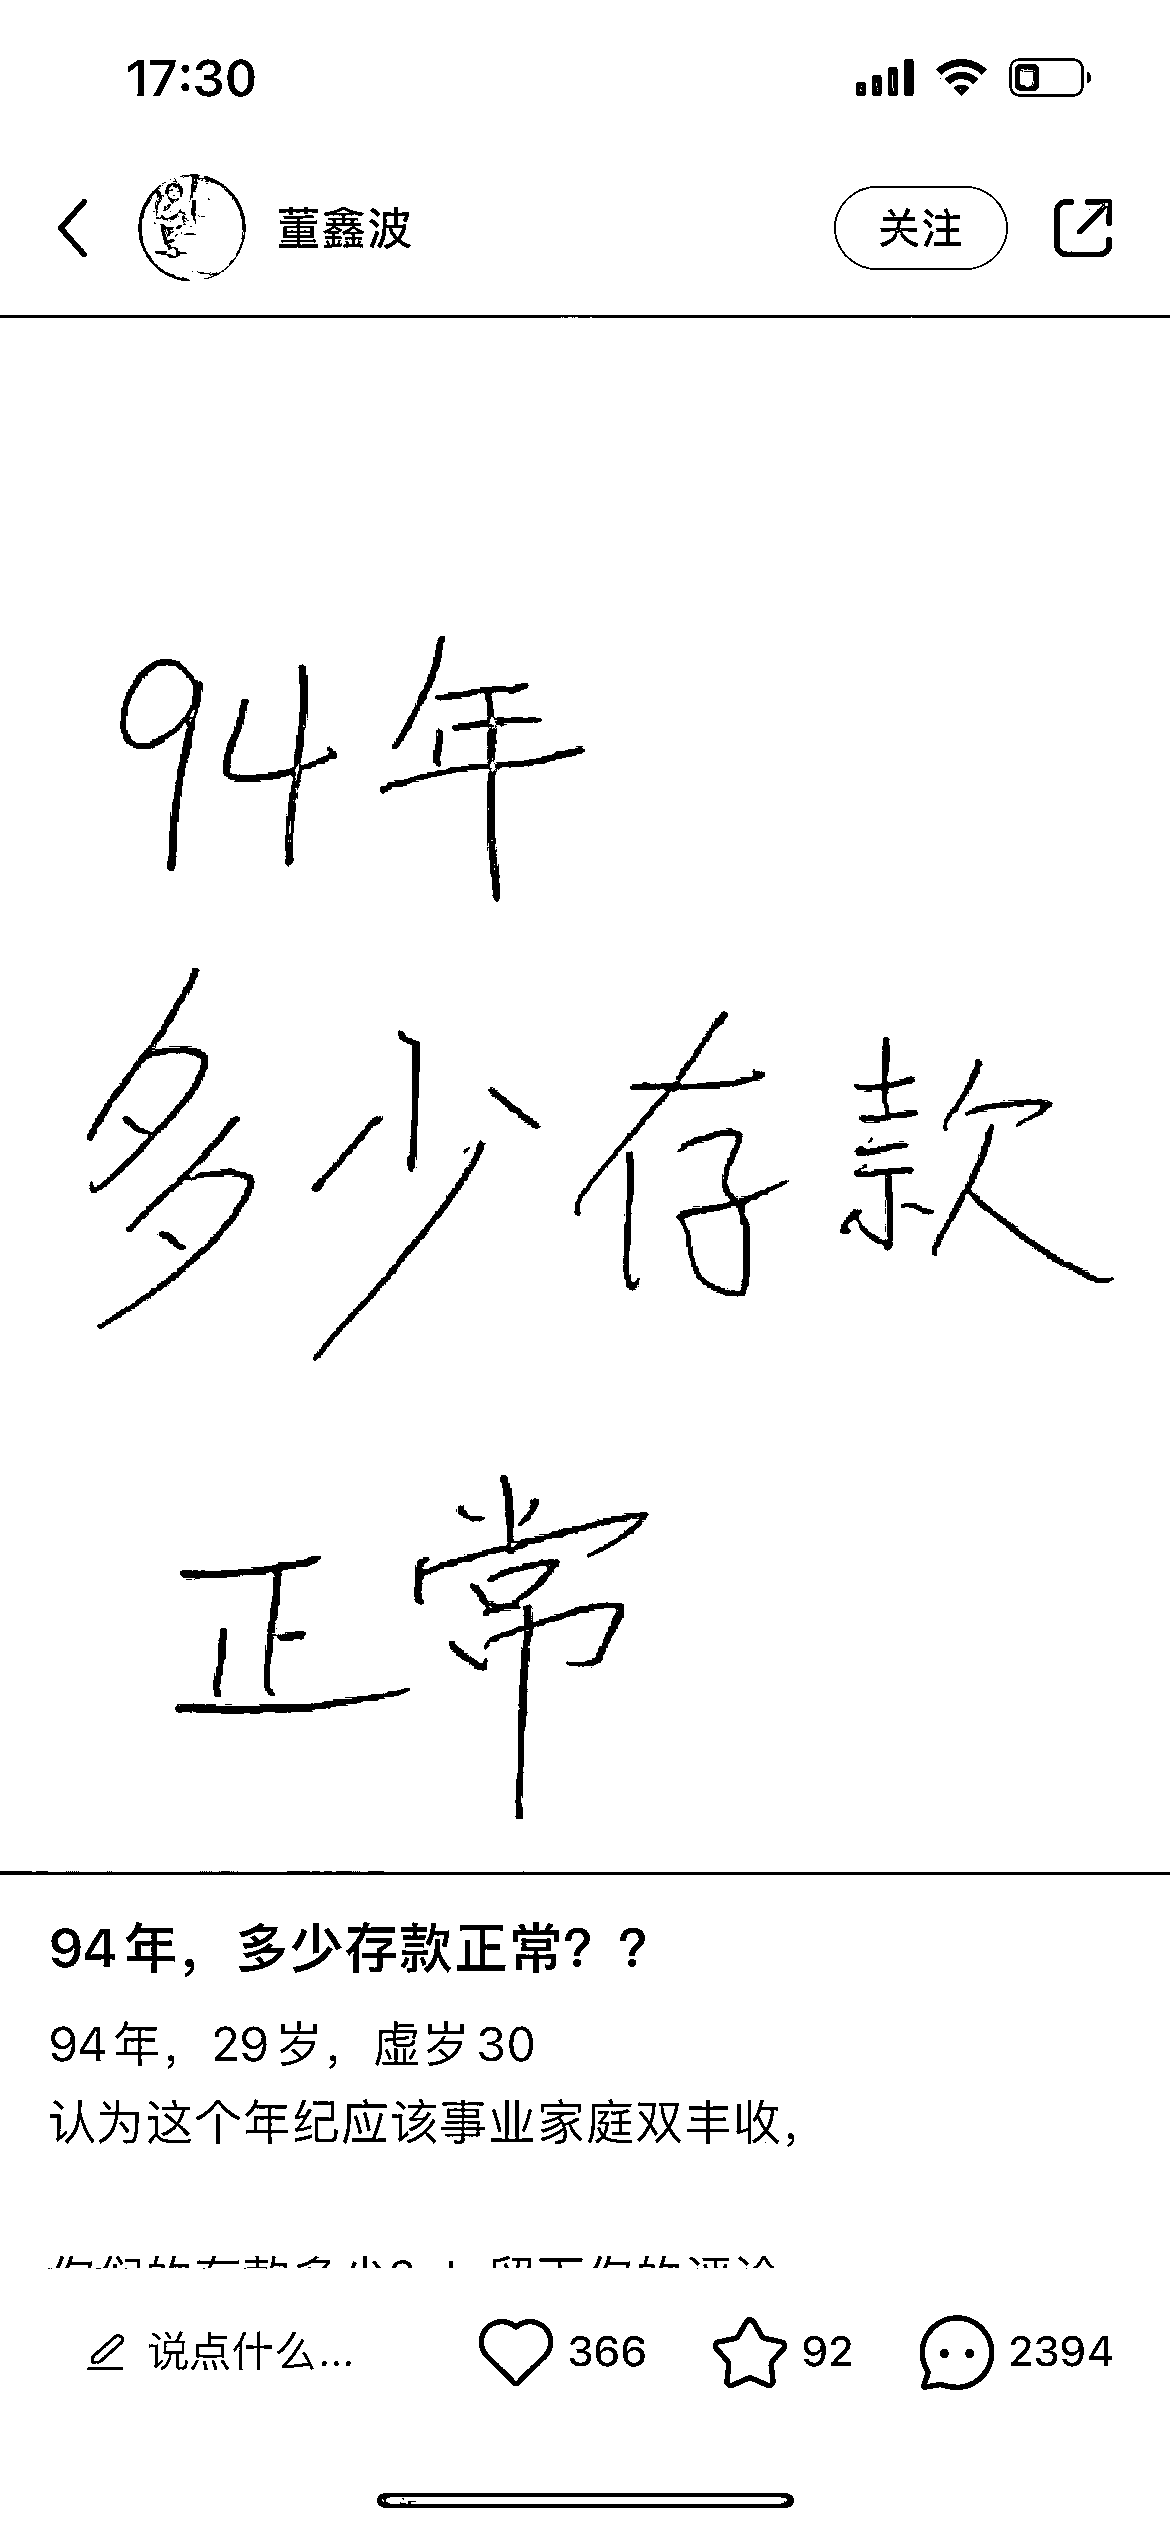 17:30
董鑫波
关注
94年
多少存款
正常
94年，多少存款正常？？
94年，29岁，虚岁30
认为这个年纪应该事业家庭双丰收，
说点什么...
366
92
2394